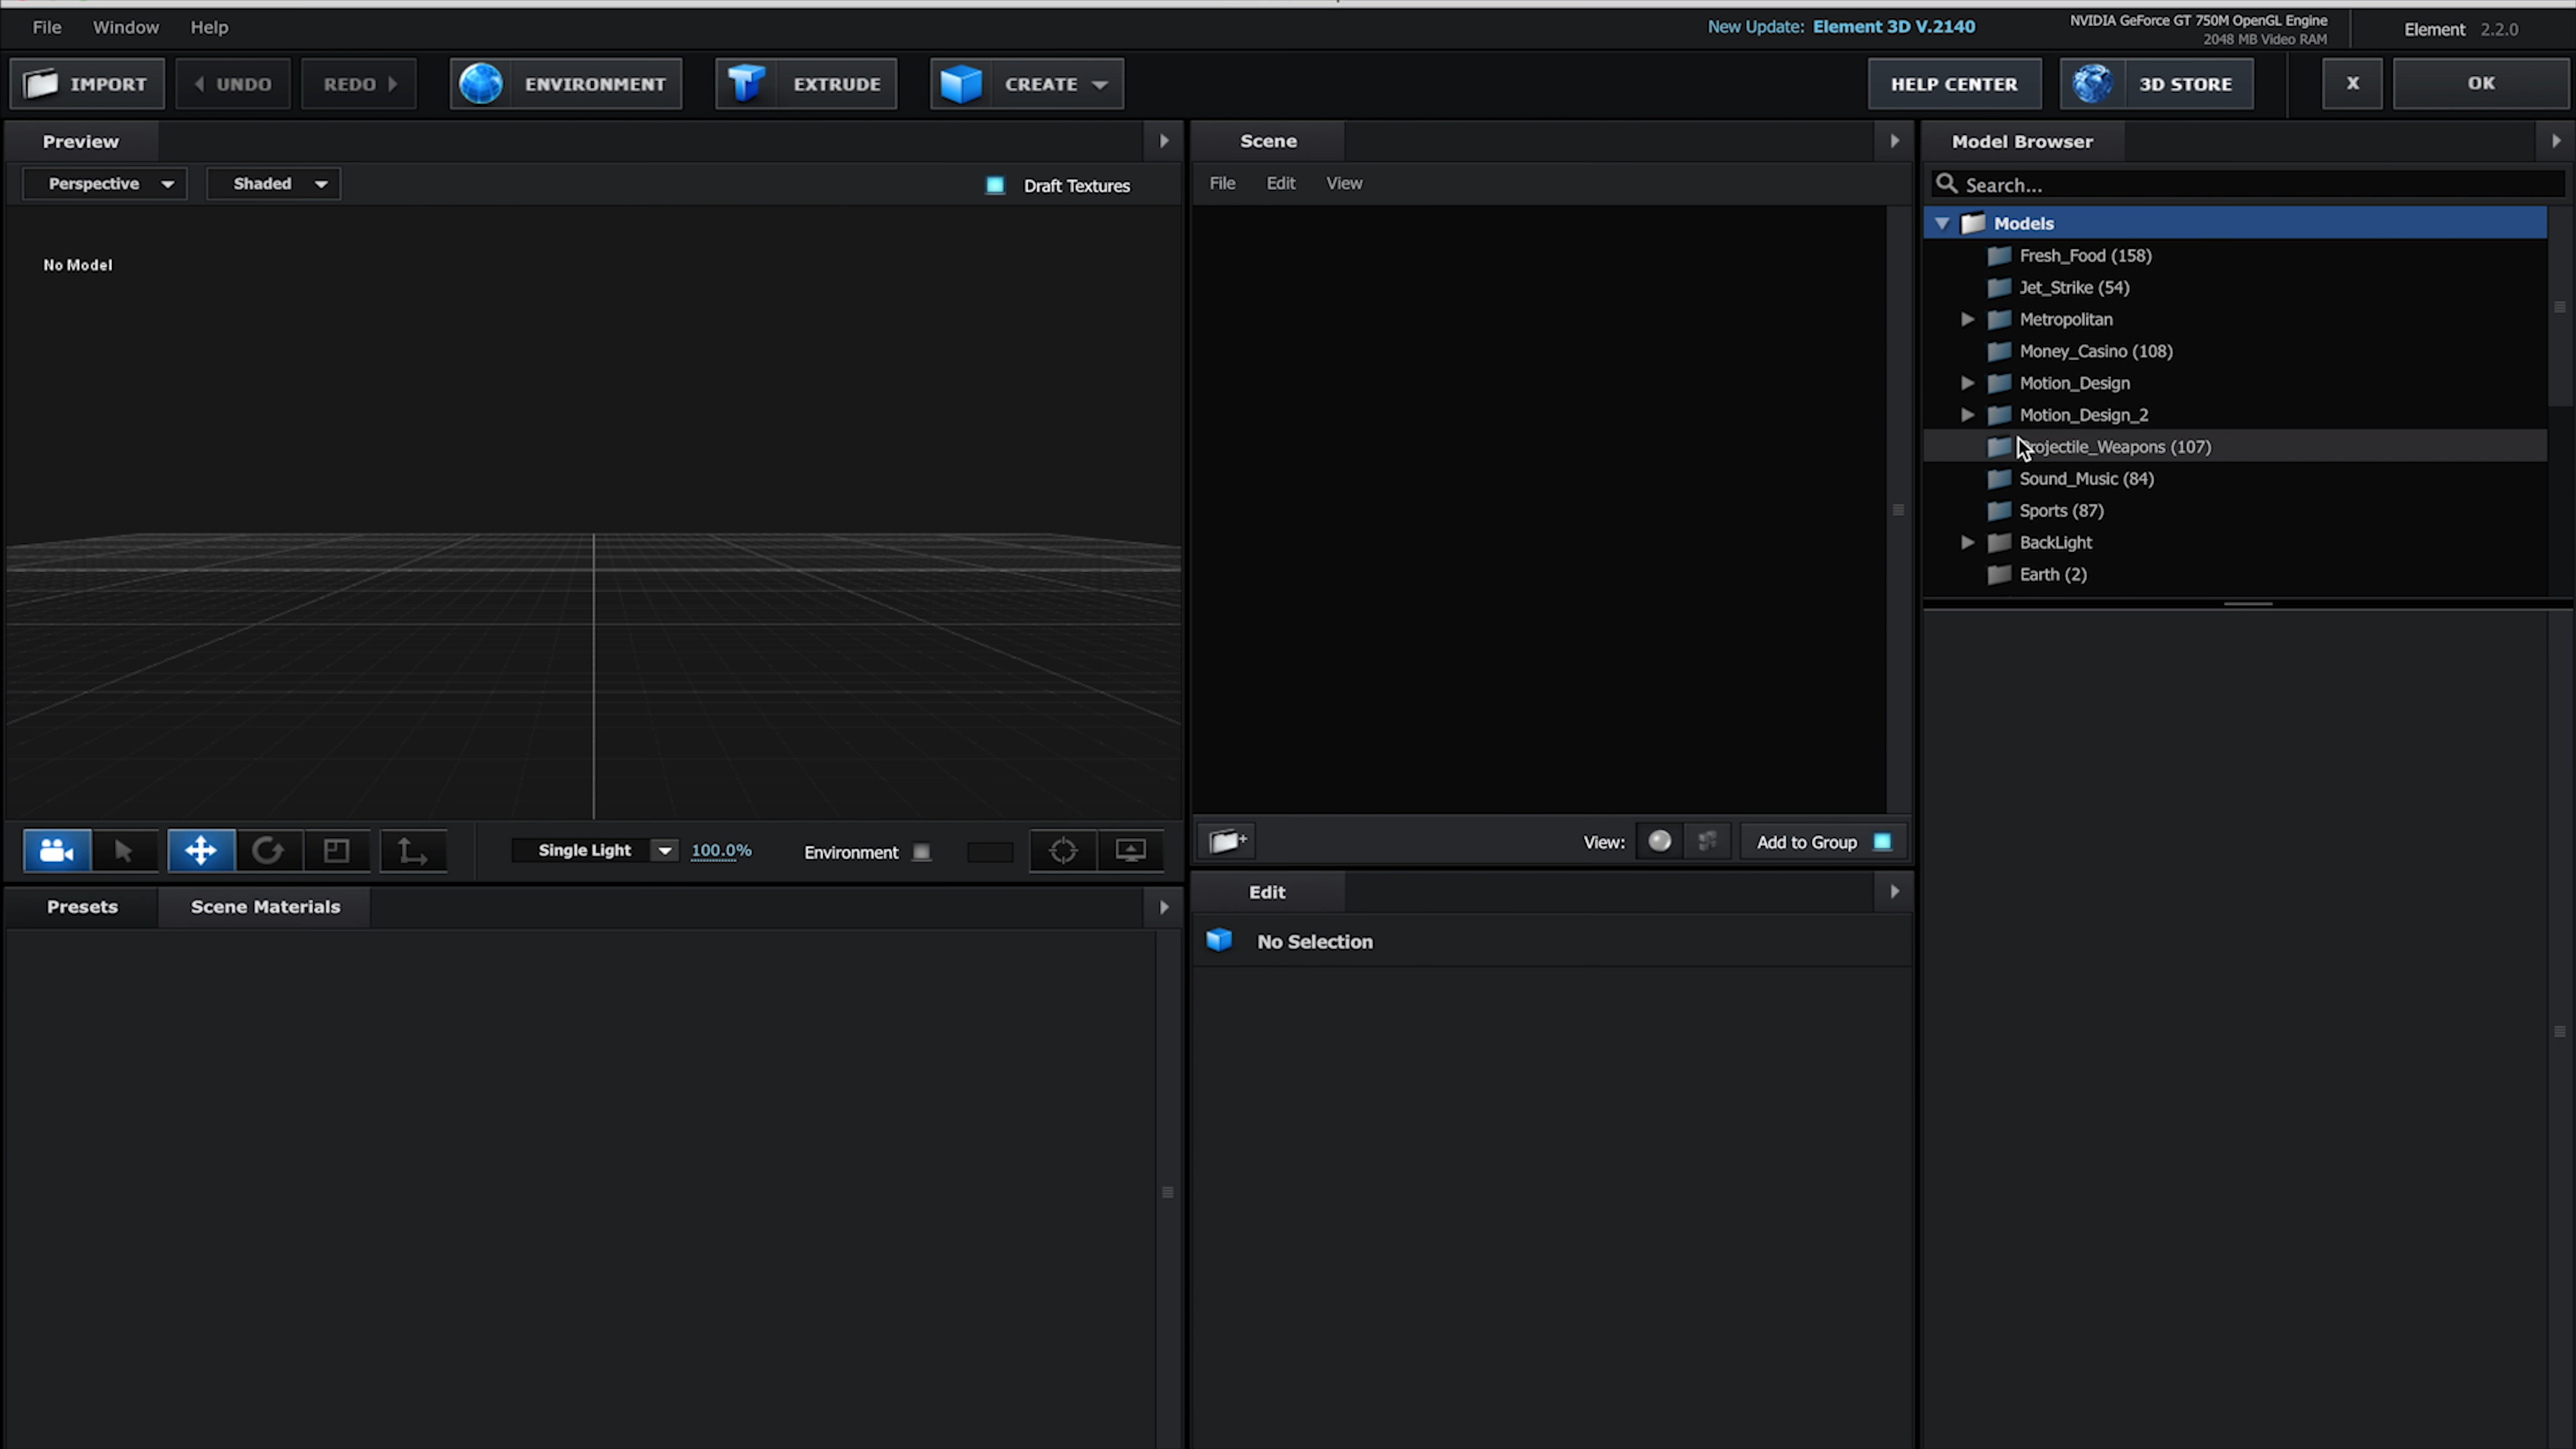 File Window Help
New Update: Element 3D V.2140
NVIDIA GeForce GT 750M OpenGL Engine
2048 MB Video RAM
Element 2.2.0
IMPORT UNDO REDO ENVIRONMENT EXTRUDE CREATE HELP CENTER 3D STORE X OK
Preview
Perspective Shaded Draft Textures
No Model
Single Light 100.0% Environment
Presets Scene Materials
Scene
File Edit View
View: Add to Group
Edit
No Selection
Model Browser
Search...
Models
Fresh_Food (158)
Jet_Strike (54)
Metropolitan
Money_Casino (108)
Motion_Design
Motion_Design_2
rojectile_Weapons (107)
Sound_Music (84)
Sports (87)
BackLight
Earth (2)